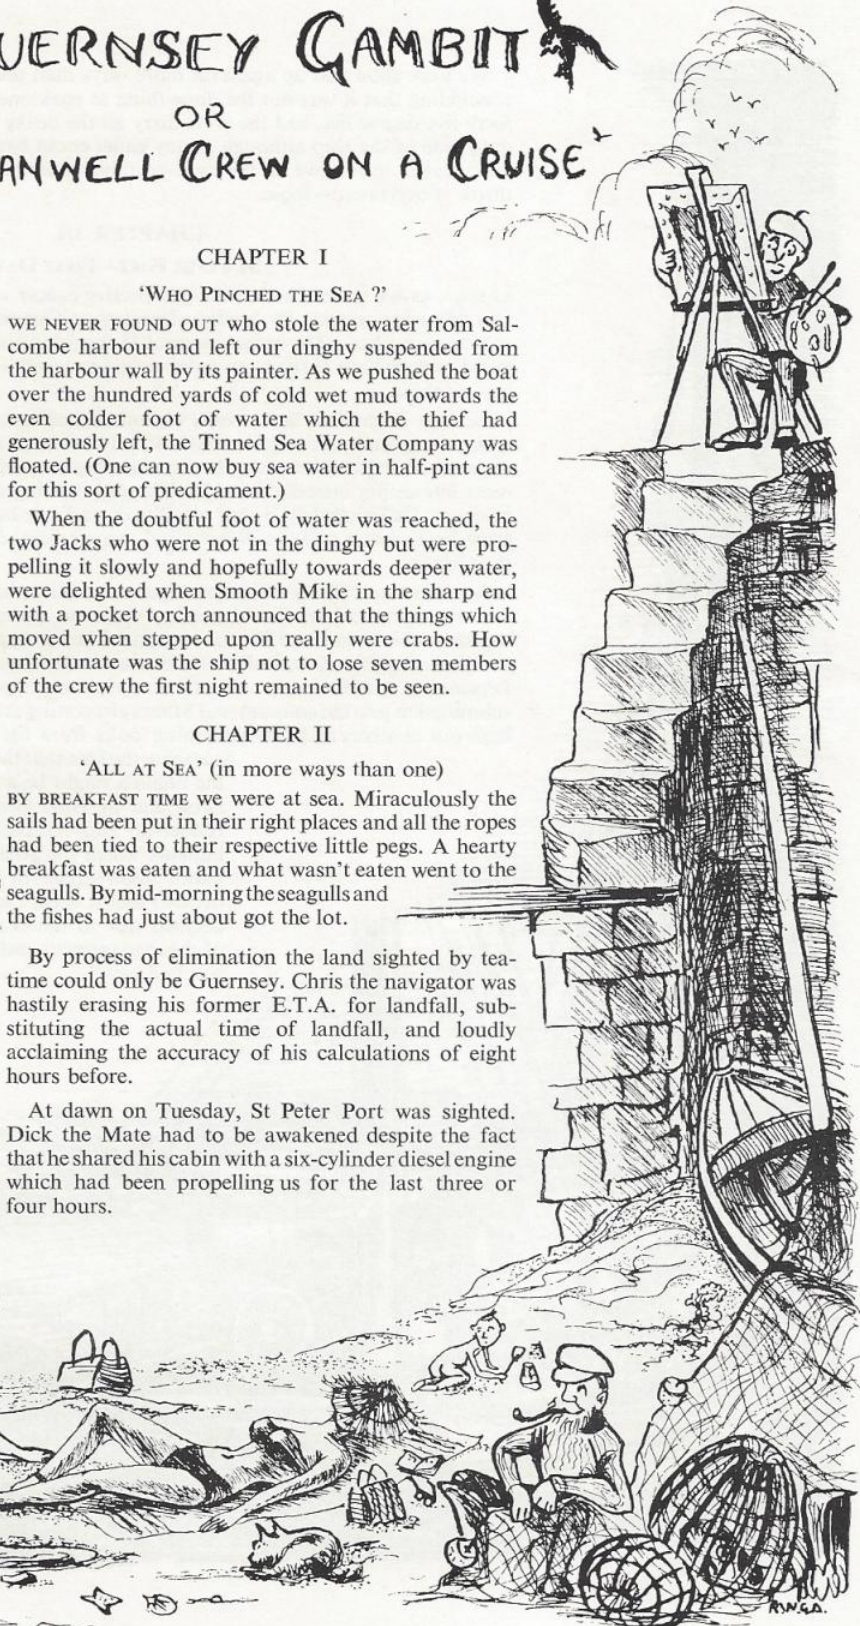 UERNSEY GAMBIT
OR
ANWELL CREW ON A CRUISE
CHAPTER I
'WHO PINCHED THE SEA ?'
WE NEVER FOUND OUT who stole the water from Sal-
combe harbour and left our dinghy suspended from
the harbour wall by its painter. As we pushed the boat
over the hundred yards of cold wet mud towards the
even colder foot of water which the thief had
generously left, the Tinned Sea Water Company was
floated. (One can now buy sea water in half-pint cans
for this sort of predicament.)
When the doubtful foot of water was reached, the
two Jacks who were not in the dinghy but were pro-
pelling it slowly and hopefully towards deeper water,
were delighted when Smooth Mike in the sharp end
with a pocket torch announced that the things which
moved when stepped upon really were crabs. How
unfortunate was the ship not to lose seven members
of the crew the first night remained to be seen.
CHAPTER II
'ALL AT SEA' (in more ways than one)
BY BREAKFAST TIME we were at sea. Miraculously the
sails had been put in their right places and all the ropes
had been tied to their respective little pegs. A hearty
breakfast was eaten and what wasn't eaten went to the
seagulls. By mid-morning the seagulls and
the fishes had just about got the lot.
By process of elimination the land sighted by tea-
time could only be Guernsey. Chris the navigator was
hastily erasing his former E.T.A. for landfall, sub-
stituting the actual time of landfall, and loudly
acclaiming the accuracy of his calculations of eight
hours before.
At dawn on Tuesday, St Peter Port was sighted.
Dick the Mate had to be awakened despite the fact
that he shared his cabin with a six-cylinder diesel engine
which had been propelling us for the last three or
four hours.
R.N.G.D.